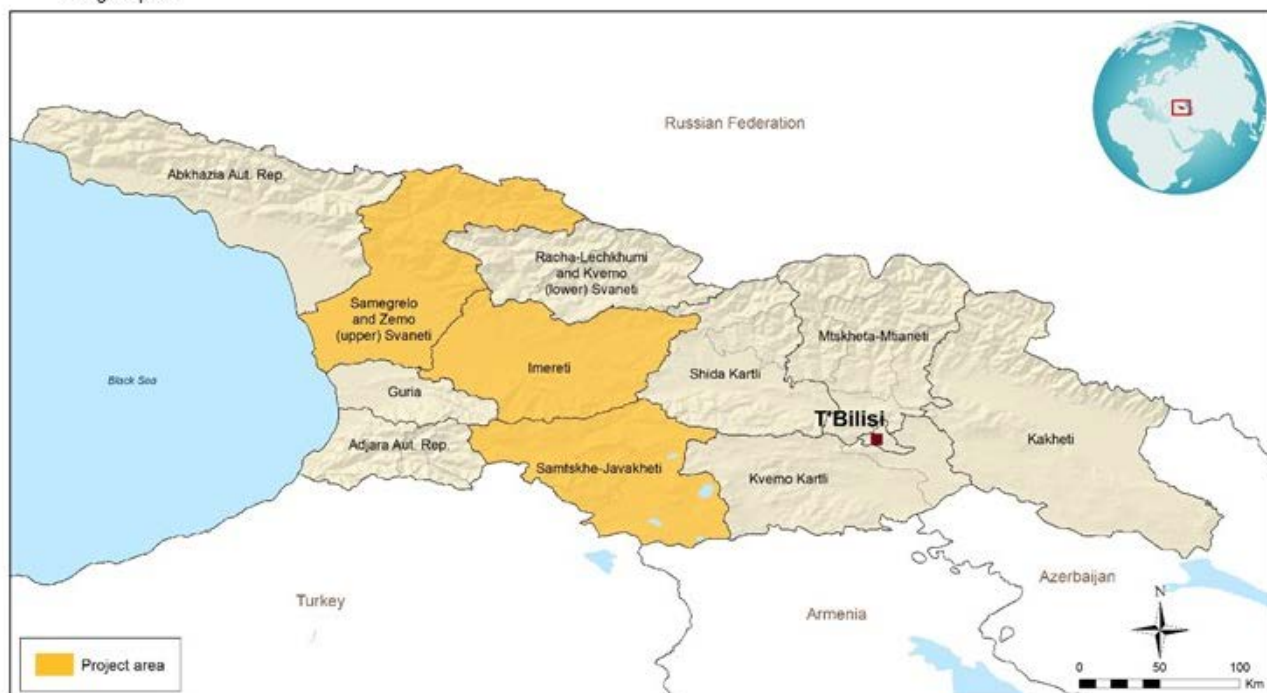 Russian Federation
Abkhazia Aut. Rep.
Racha-Lechkhumi
and Kvemo
(lower) Svaneti
Samegrelo
and Zemo
(upper) Svaneti
Mtskheta-Mtianeti
Imereti
Shida Kartli
Black Sea
Guria
T'Bilisi
Adjara Aut. Rep.
Kakheti
Samtskhe-Javakheti
Kvemo Kartli
Azerbaijan
Turkey
Armenia
N
Project area
0 50 100
Km